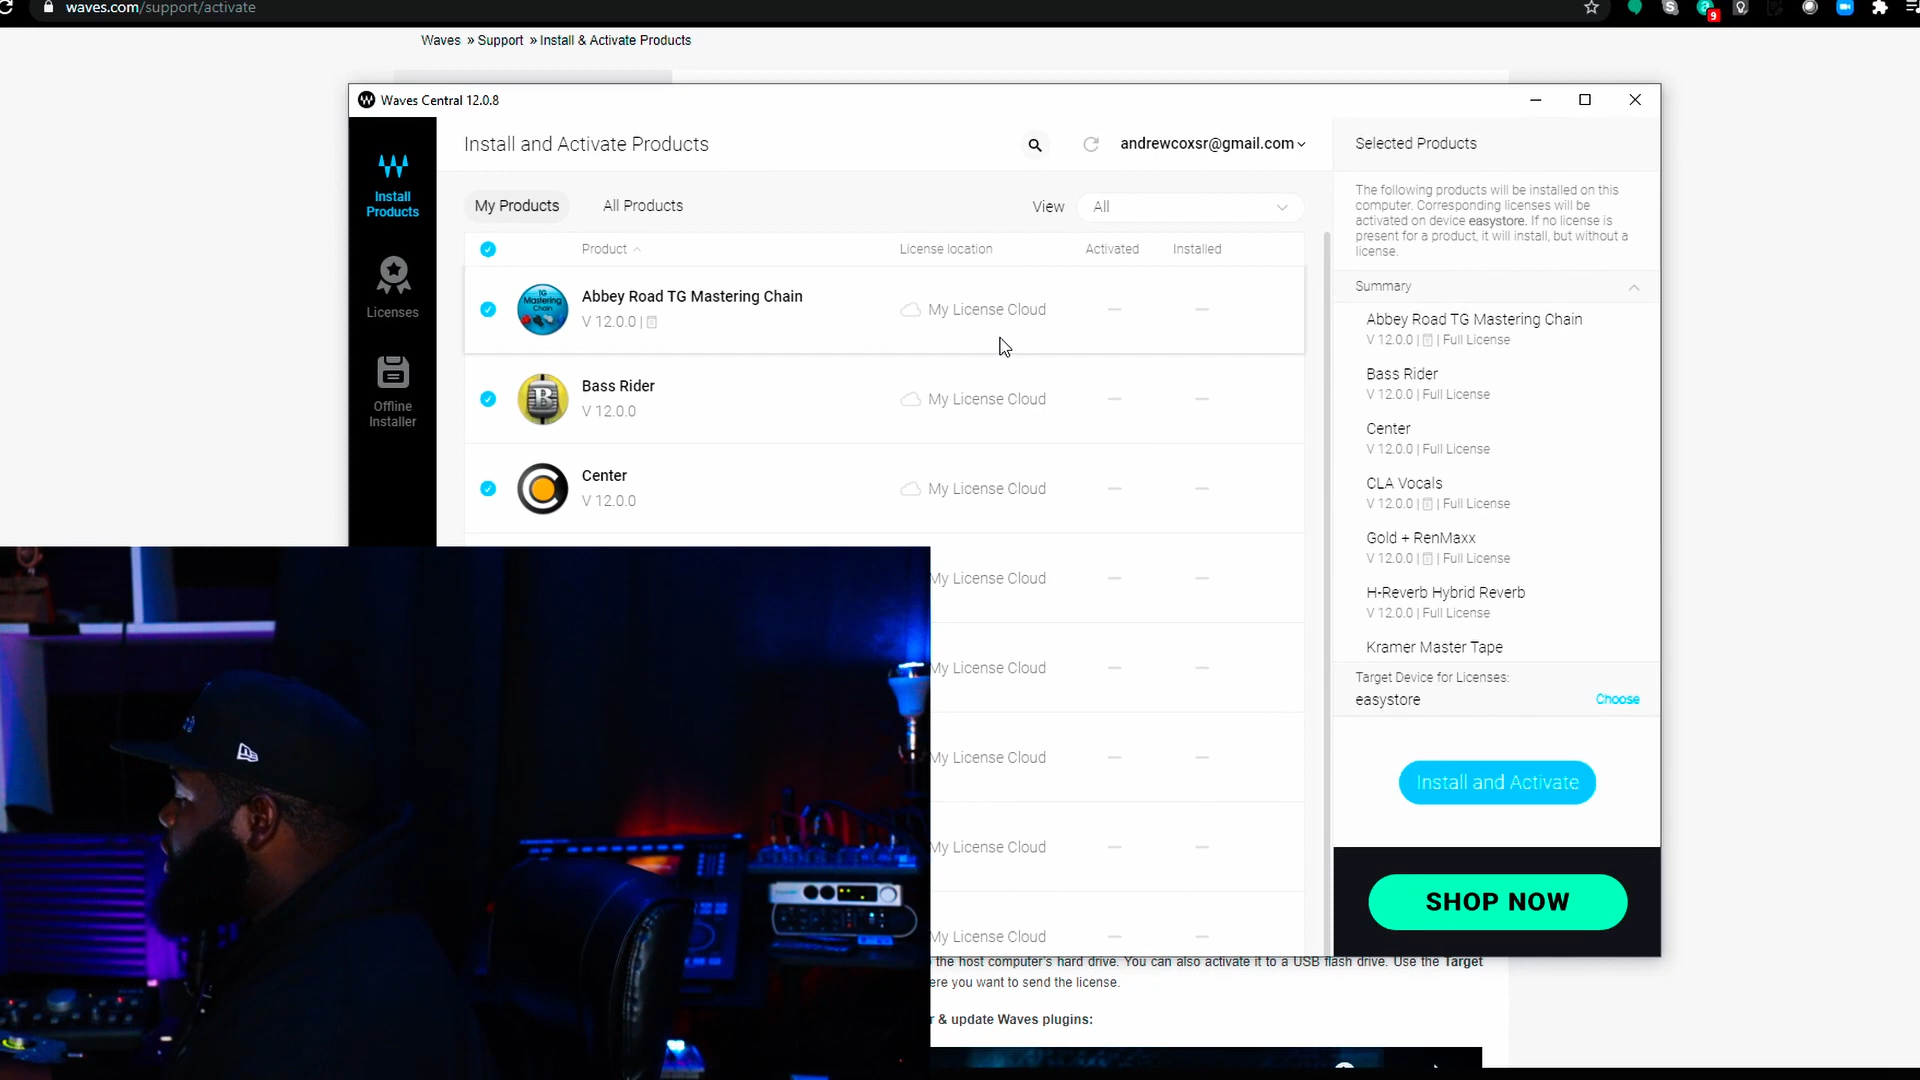 waves.com/support/activate
9
Waves » Support » Install & Activate Products
Waves Central 12.0.8
Install and Activate Products
andrewcoxsr@gmail.com
Selected Products
Install
Products
Licenses
Offline
Installer
My Products
All Products
View
All
Product
License location
Activated
Installed
TG
Mastering
Chain
Abbey Road TG Mastering Chain
V 12.0.0 |
My License Cloud
B
Bass Rider
V 12.0.0
My License Cloud
Center
V 12.0.0
My License Cloud
My License Cloud
My License Cloud
My License Cloud
My License Cloud
My License Cloud
The following products will be installed on this
computer. Corresponding licenses will be
activated on device easystore. If no license is
present for a product, it will install, but without a
license.
Summary
Abbey Road TG Mastering Chain
V 12.0.0 | | Full License
Bass Rider
V 12.0.0 | Full License
Center
V 12.0.0 | Full License
CLA Vocals
V 12.0.0 | | Full License
Gold + RenMaxx
V 12.0.0 | | Full License
H-Reverb Hybrid Reverb
V 12.0.0 | Full License
Kramer Master Tape
Target Device for Licenses:
easystore
Choose
Install and Activate
SHOP NOW
the host computer's hard drive. You can also activate it to a USB flash drive. Use the Target
ere you want to send the license.
r & update Waves plugins: